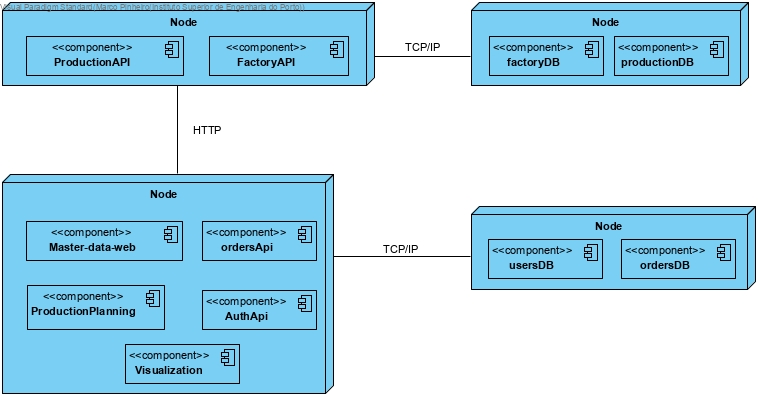 Visual Paradigm Standard(Marco Pinheiro(Instituto Superior de Engenharia do Porto))
Node
<<component>>
ProductionAPI
<<component>>
FactoryAPI
TCP/IP
Node
<<component>>
factoryDB
<<component>>
productionDB
HTTP
Node
<<component>>
Master-data-web
<<component>>
ordersApi
<<component>>
ProductionPlanning
<<component>>
AuthApi
<<component>>
Visualization
TCP/IP
Node
<<component>>
usersDB
<<component>>
ordersDB